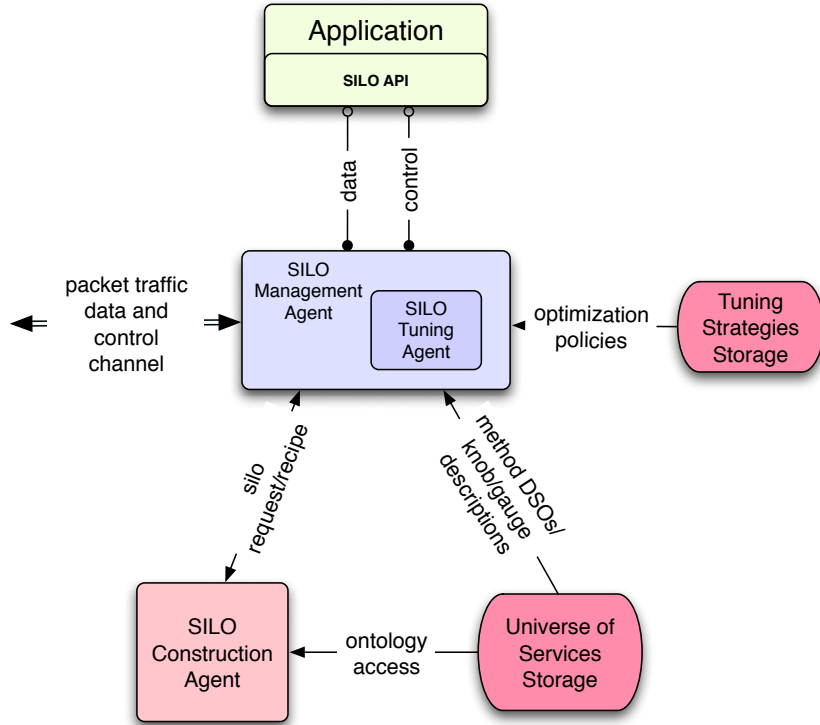 Application
SILO API
data
control
SILO
Management
Agent
SILO
Tuning
Agent
packet traffic
data and
control
channel
optimization
policies
Tuning
Strategies
Storage
silo
request/recipe
method DSOs/
knob/gauge
descriptions
SILO
Construction
Agent
ontology
access
Universe of
Services
Storage